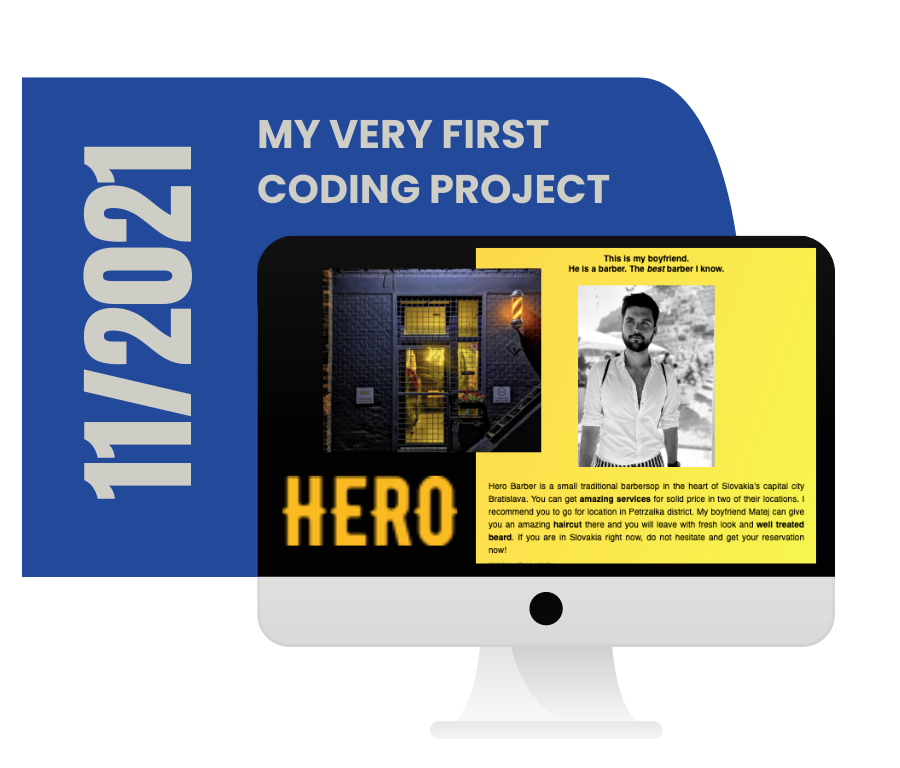 11/2021
MY VERY FIRST
CODING PROJECT
This is my boyfriend.
He is a barber. The best barber I know.
HERO
Hero Barber is a small traditional barbersop in the heart of Slovakia's capital city
Bratislava. You can get amazing services for solid price in two of their locations. I
recommend you to go for location in Petrzalka district. My boyfriend Matej can give
you an amazing haircut there and you will leave with fresh look and well treated
beard. If you are in Slovakia right now, do not hesitate and get your reservation
now!